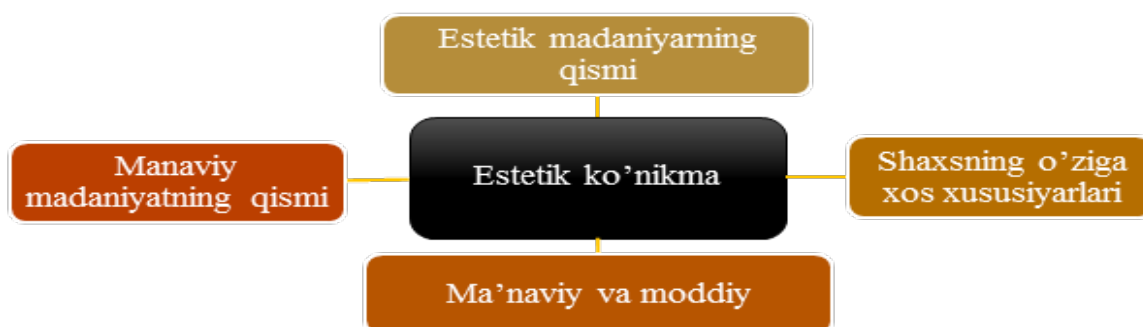 Estetik madaniyarning
qismi
Manaviy
madaniyatning qismi
Estetik ko’nikma
Shaxsning o’ziga
xos xususiyarlari
Ma’naviy va moddiy